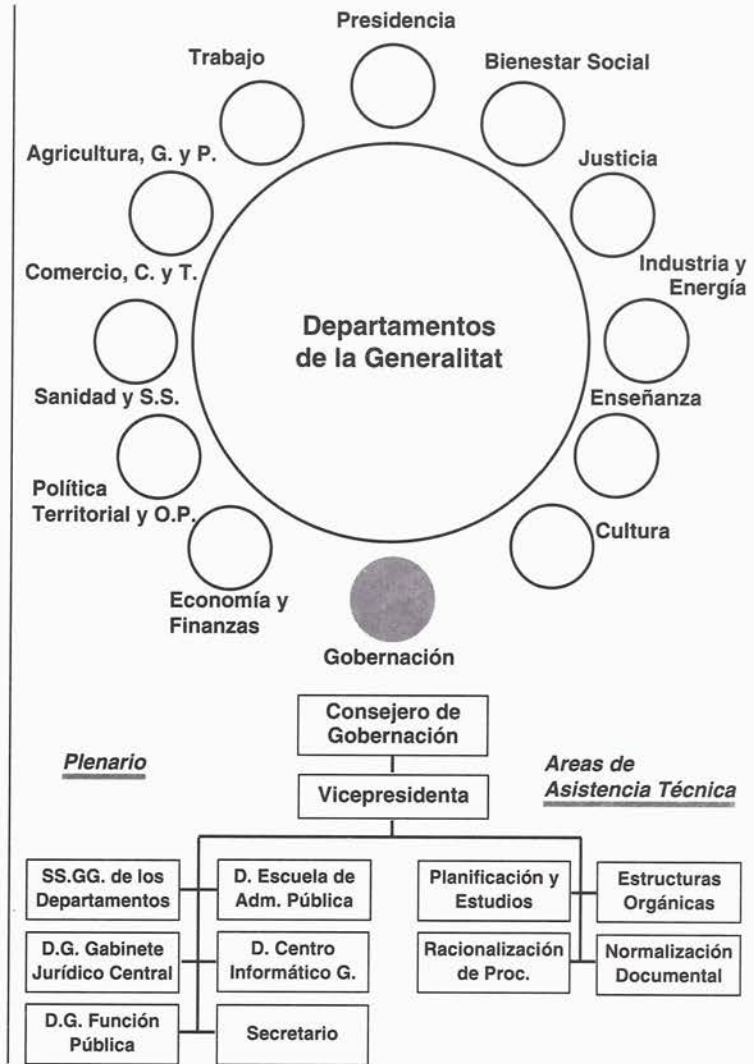 Presidencia
Trabajo
Bienestar Social
Agricultura, G. y P.
Justicia
Comercio, C. y T.
Industria y
Energía
Departamentos
de la Generalitat
Sanidad y S.S.
Enseñanza
Política
Territorial y O.P.
Cultura
Economía y
Finanzas
Gobernación
Consejero de
Gobernación
Plenario
Areas de
Asistencia Técnica
Vicepresidenta
SS.GG. de los
Departamentos
D. Escuela de
Adm. Pública
Planificación y
Estudios
Estructuras
Orgánicas
D.G. Gabinete
Jurídico Central
D. Centro
Informático G.
Racionalización
de Proc.
Normalización
Documental
D.G. Función
Pública
Secretario